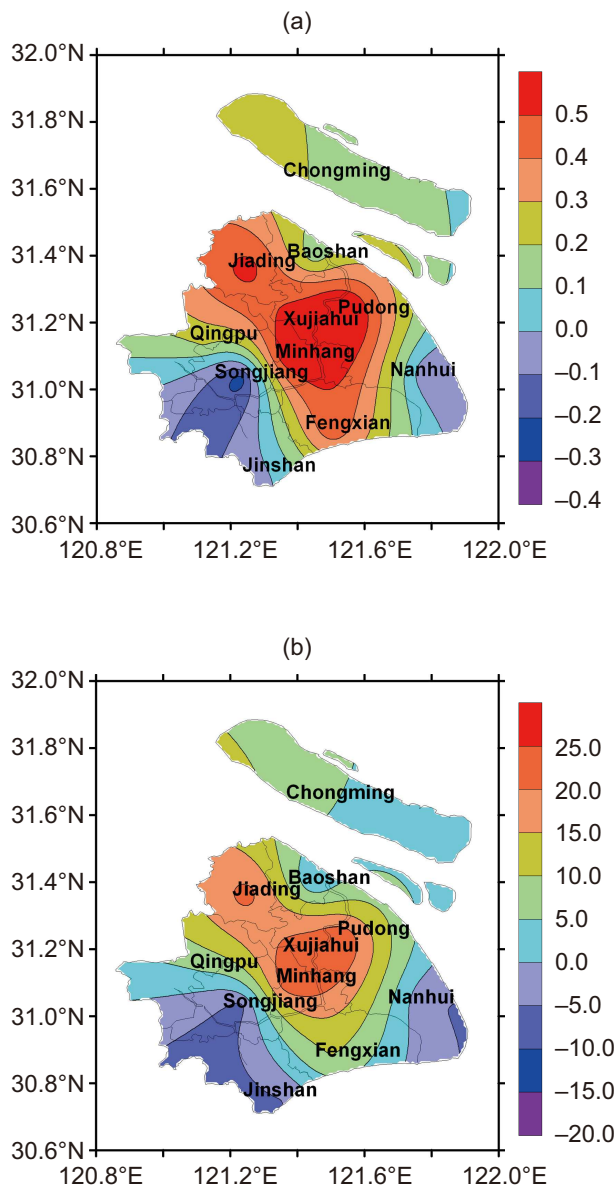 (a)
32.0°N
31.8°N
31.6°N
31.4°N
31.2°N
31.0°N
30.8°N
30.6°N
120.8°E 121.2°E 121.6°E 122.0°E
Chongming
Baoshan
Jiading
Pudong
Xujiahui
Qingpu
Minhang
Songjiang
Nanhui
Fengxian
Jinshan
0.5
0.4
0.3
0.2
0.1
0.0
–0.1
–0.2
–0.3
–0.4
(b)
32.0°N
31.8°N
31.6°N
31.4°N
31.2°N
31.0°N
30.8°N
30.6°N
120.8°E 121.2°E 121.6°E 122.0°E
Chongming
Baoshan
Jiading
Pudong
Xujiahui
Qingpu
Minhang
Songjiang
Nanhui
Fengxian
Jinshan
25.0
20.0
15.0
10.0
5.0
0.0
–5.0
–10.0
–15.0
–20.0